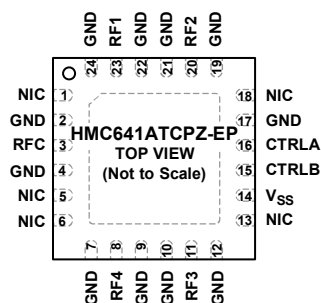 GND RF1 GND GND RF2 GND
24 23 22 21 20 19
NIC 1
GND 2
RFC 3
GND 4
NIC 5
NIC 6
HMC641ATCPZ-EP
TOP VIEW
(Not to Scale)
18 NIC
17 GND
16 CTRLA
15 CTRLB
14 VSS
13 NIC
7 8 9 10 11 12
GND RF4 GND GND RF3 GND